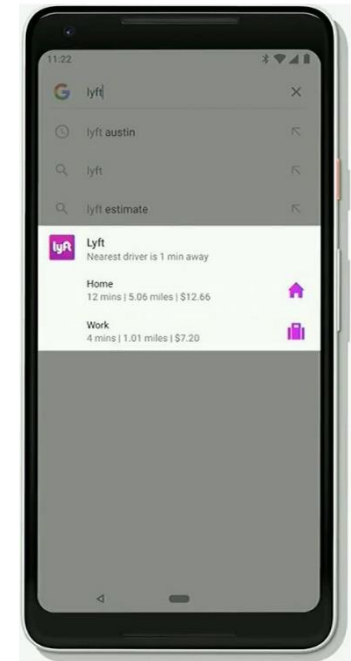 11:22
lyft
lyft austin
lyft
lyft estimate
lyft
Lyft
Nearest driver is 1 min away
Home
12 mins | 5.06 miles | $12.66
Work
4 mins | 1.01 miles | $7.20